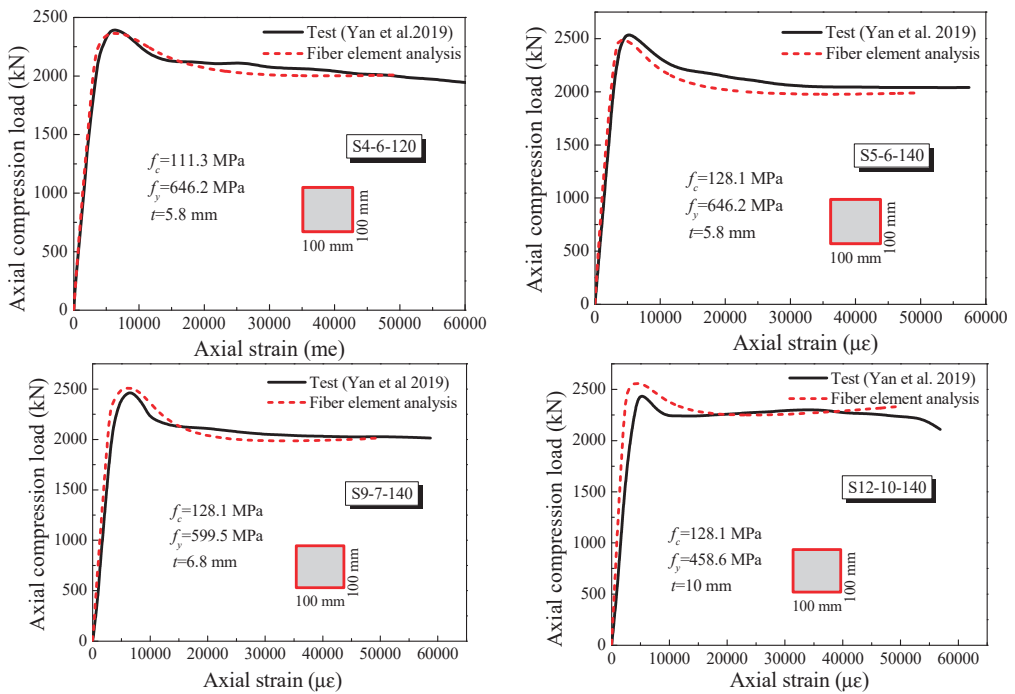 2500
2000
1500
1000
500
0
Axial compression load (kN)
Test (Yan et al.2019)
Fiber element analysis
S4-6-120
fc=111.3 MPa
fy=646.2 MPa
t=5.8 mm
100 mm
100 mm
0 10000 20000 30000 40000 50000 60000
Axial strain (me)
2500
2000
1500
1000
500
0
Axial compression load (kN)
Test (Yan et al. 2019)
Fiber element analysis
S5-6-140
fc=128.1 MPa
fy=646.2 MPa
t=5.8 mm
100 mm
100 mm
0 10000 20000 30000 40000 50000 60000
Axial strain (µε)
2500
2000
1500
1000
500
0
Axial compression load (kN)
Test (Yan et al 2019)
Fiber element analysis
S9-7-140
fc=128.1 MPa
fy=599.5 MPa
t=6.8 mm
100 mm
100 mm
0 10000 20000 30000 40000 50000 60000
Axial strain (µε)
2500
2000
1500
1000
500
0
Axial compression load (kN)
Test (Yan et al. 2019)
Fiber element analysis
S12-10-140
fc=128.1 MPa
fy=458.6 MPa
t=10 mm
100 mm
100 mm
0 10000 20000 30000 40000 50000 60000
Axial strain (µε)